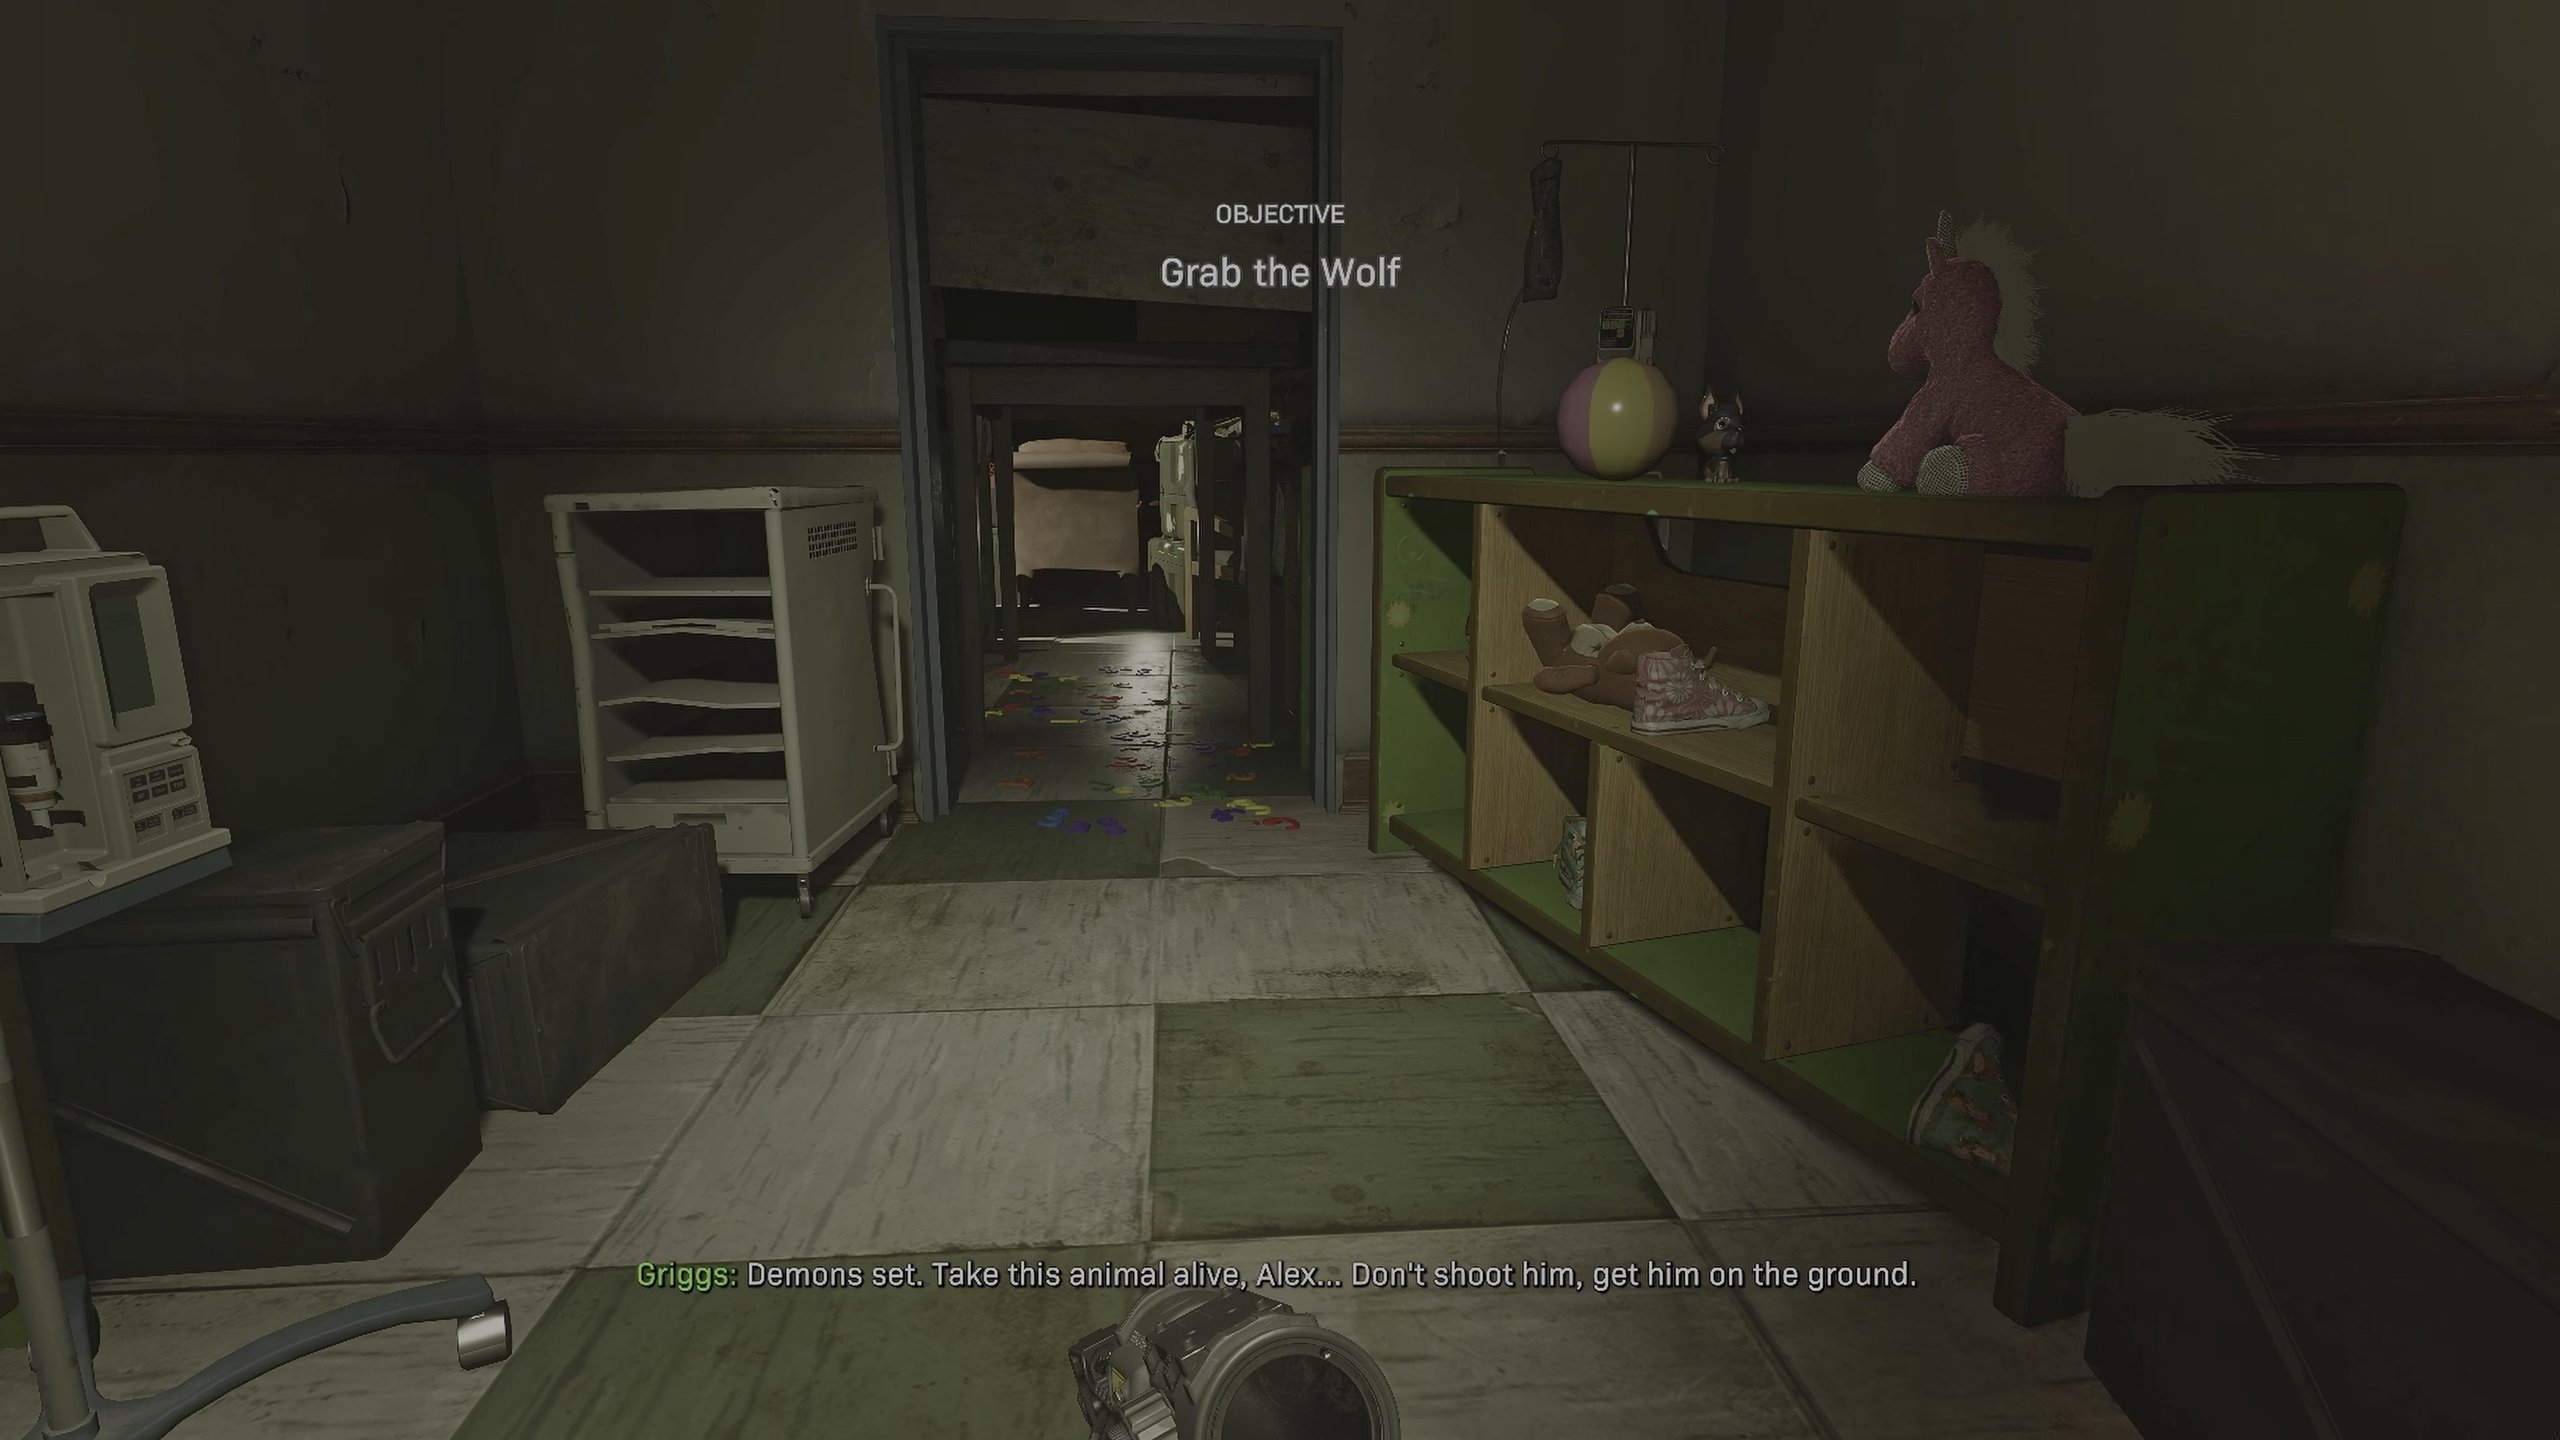 OBJECTIVE
Grab the Wolf
Griggs: Demons set. Take this animal alive, Alex... Don't shoot him, get him on the ground.